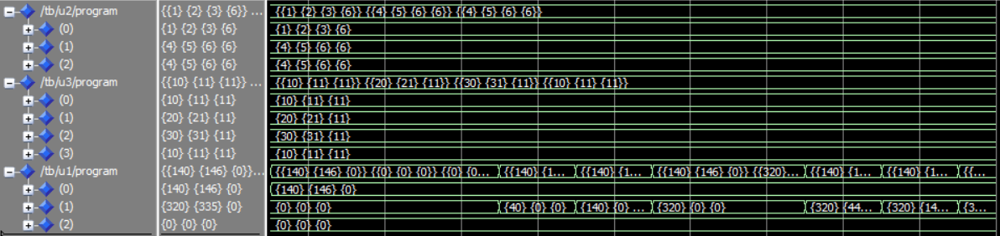 /tb/u2/program {{1} {2} {3} {6}} ... {{1} {2} {3} {6}} {{4} {5} {6} {6}} {{4} {5} {6} {6}}
(0) {1} {2} {3} {6} {1} {2} {3} {6}
(1) {4} {5} {6} {6} {4} {5} {6} {6}
(2) {4} {5} {6} {6} {4} {5} {6} {6}
/tb/u3/program {{10} {11} {11}} ... {{10} {11} {11}} {{20} {21} {11}} {{30} {31} {11}} {{10} {11} {11}}
(0) {10} {11} {11} {10} {11} {11}
(1) {20} {21} {11} {20} {21} {11}
(2) {30} {31} {11} {30} {31} {11}
(3) {10} {11} {11} {10} {11} {11}
/tb/u1/program {{140} {146} {0}}... {{140} {146} {0}} {{0} {0} {0}} {{0} {0... {{140} {1... {{140} {1... {{140} {146} {0}} {{320}... {{140} {1... {{140} {1... {{...
(0) {140} {146} {0} {140} {146} {0}
(1) {320} {335} {0} {0} {0} {0} {40} {0} {0} {140} {0} ... {320} {0} {0} {320} {44... {320} {14... {3...
(2) {0} {0} {0} {0} {0} {0}